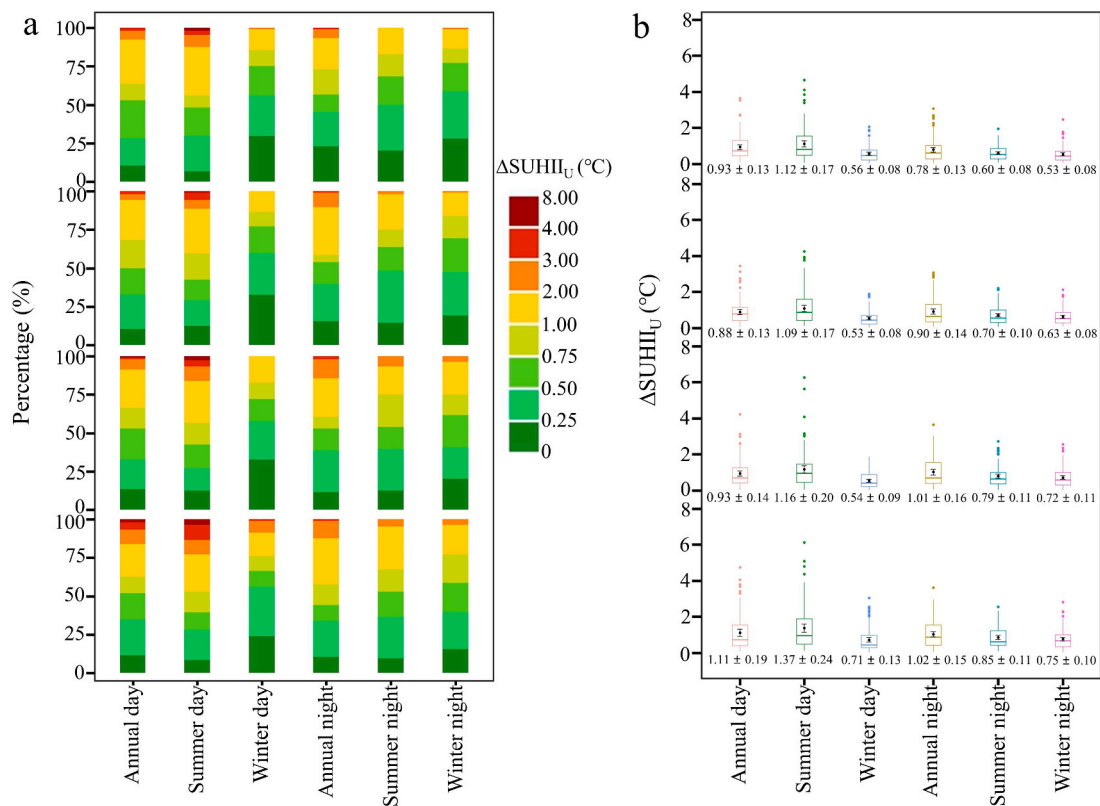 a
Percentage (%)
100
75
50
25
0
100
75
50
25
0
100
75
50
25
0
100
75
50
25
0
Annual day
Summer day
Winter day
Annual night
Summer night
Winter night
ΔSUHII_U (°C)
8.00
4.00
3.00
2.00
1.00
0.75
0.50
0.25
0
b
ΔSUHII_U (°C)
8
6
4
2
0
0.93 ± 0.13 1.12 ± 0.17 0.56 ± 0.08 0.78 ± 0.13 0.60 ± 0.08 0.53 ± 0.08
8
6
4
2
0
0.88 ± 0.13 1.09 ± 0.17 0.53 ± 0.08 0.90 ± 0.14 0.70 ± 0.10 0.63 ± 0.08
8
6
4
2
0
0.93 ± 0.14 1.16 ± 0.20 0.54 ± 0.09 1.01 ± 0.16 0.79 ± 0.11 0.72 ± 0.11
8
6
4
2
0
1.11 ± 0.19 1.37 ± 0.24 0.71 ± 0.13 1.02 ± 0.15 0.85 ± 0.11 0.75 ± 0.10
Annual day
Summer day
Winter day
Annual night
Summer night
Winter night